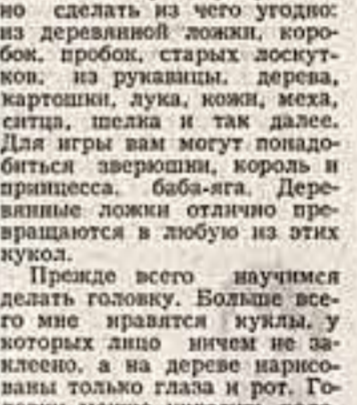 но сделать из чего угодно:
из деревянной ложки, коро-
бок, пробок, старых лоскут-
ков, из рукавицы, дерева,
картошки, лука, кожи, меха,
ситца, шелка и так далее.
Для игры вам могут понадо-
биться зверюшки, король и
принцесса, баба-яга. Дере-
вянные ложки отлично пре-
вращаются в любую из этих
кукол.
Прежде всего научимся
делать головку. Больше все-
го мне нравятся куклы, у
которых лицо ничем не за-
клеено, а на дереве нарисо-
ваны только глаза и рот. Го-